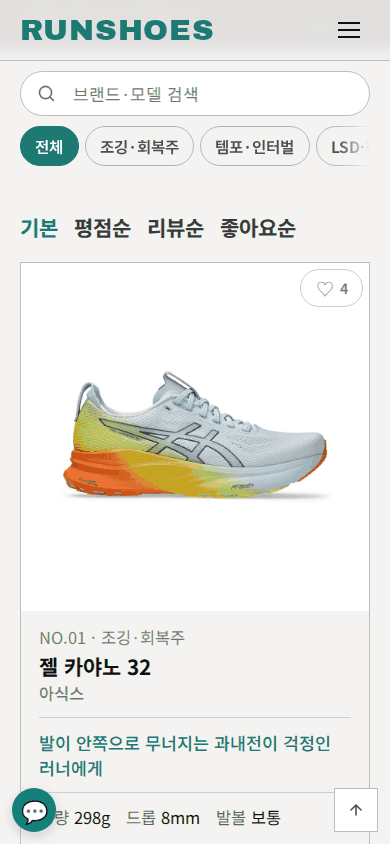 RUNSHOES
브랜드·모델 검색
전체 조깅·회복주 템포·인터벌 LSD·
기본 평점순 리뷰순 좋아요순
♡ 4
NO.01 · 조깅·회복주
젤 카야노 32
아식스
발이 안쪽으로 무너지는 과내전이 걱정인
러너에게
량 298g 드롭 8mm 발볼 보통